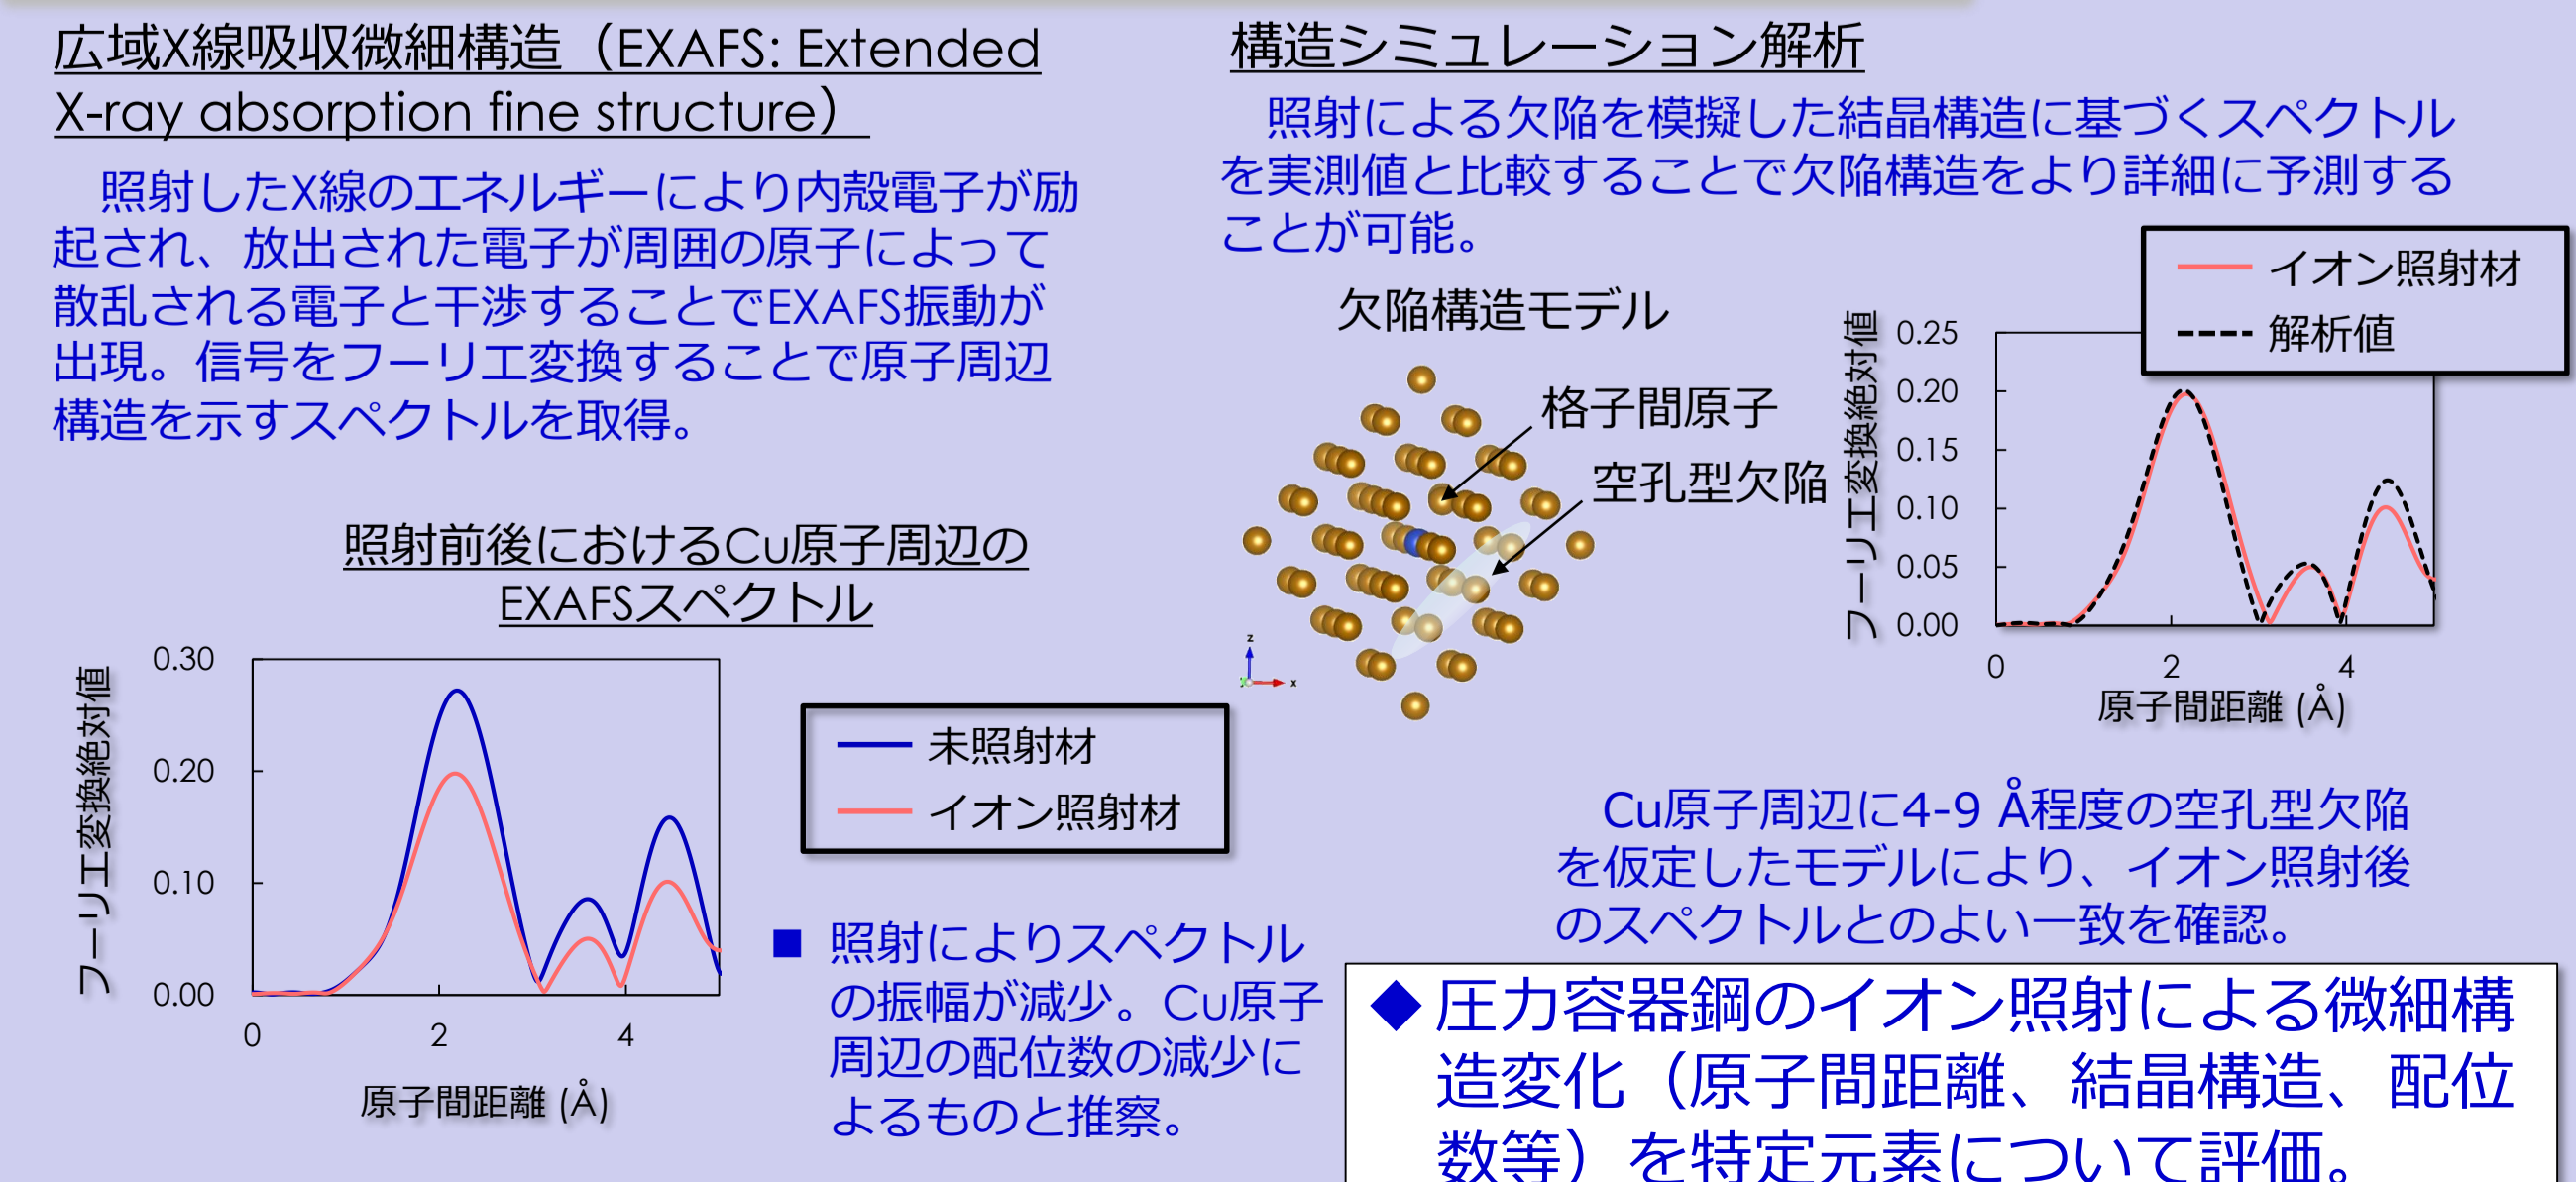 広域X線吸収微細構造（EXAFS: Extended
X-ray absorption fine structure）
照射したX線のエネルギーにより内殻電子が励
起され、放出された電子が周囲の原子によって
散乱される電子と干渉することでEXAFS振動が
出現。信号をフーリエ変換することで原子周辺
構造を示すスペクトルを取得。
照射前後におけるCu原子周辺の
EXAFSスペクトル
フーリエ変換絶対値
0.30
0.20
0.10
0.00
0
2
4
原子間距離 (Å)
未照射材
イオン照射材
■ 照射によりスペクトル
の振幅が減少。Cu原子
周辺の配位数の減少に
よるものと推察。
構造シミュレーション解析
照射による欠陥を模擬した結晶構造に基づくスペクトル
を実測値と比較することで欠陥構造をより詳細に予測する
ことが可能。
欠陥構造モデル
格子間原子
空孔型欠陥
z
x
イオン照射材
解析値
フーリエ変換絶対値
0.25
0.20
0.15
0.10
0.05
0.00
0
2
4
原子間距離 (Å)
Cu原子周辺に4-9 Å程度の空孔型欠陥
を仮定したモデルにより、イオン照射後
のスペクトルとのよい一致を確認。
◆圧力容器鋼のイオン照射による微細構
造変化（原子間距離、結晶構造、配位
数等）を特定元素について評価。